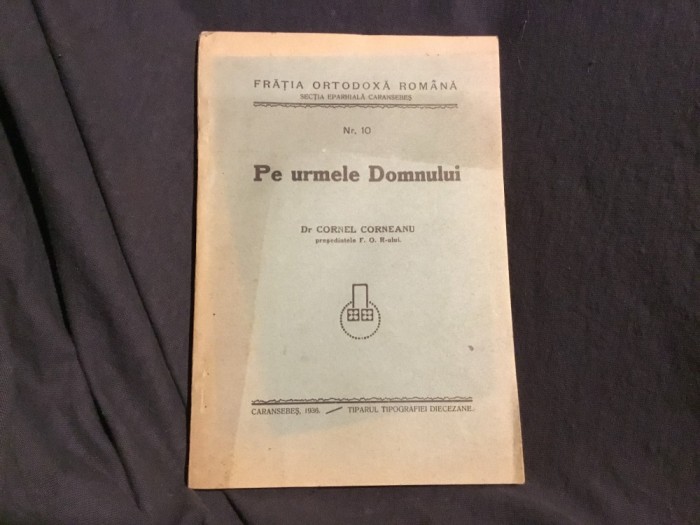 FRĂȚIA ORTODOXĂ ROMÂNĂ
SECȚIA EPARHIALĂ CARANSEBEȘ
Nr. 10
Pe urmele Domnului
Dr CORNEL CORNEANU
președintele F. O. R-ului.
CARANSEBEȘ, 1936. — TIPARUL TIPOGRAFIEI DIECEZANE.